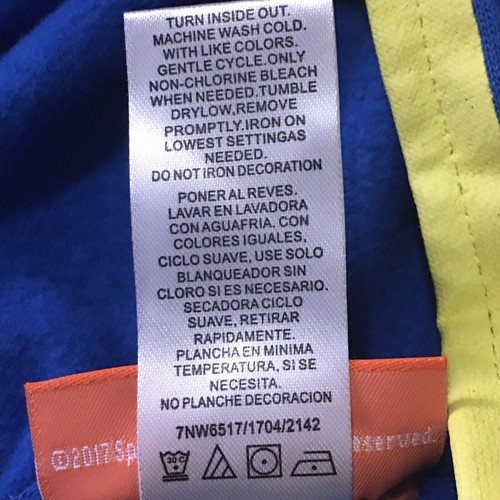 TURN INSIDE OUT.
MACHINE WASH COLD.
WITH LIKE COLORS.
GENTLE CYCLE.ONLY
NON-CHLORINE BLEACH
WHEN NEEDED.TUMBLE
DRYLOW,REMOVE
PROMPTLY.IRON ON
LOWEST SETTINGAS
NEEDED.
DO NOT IRON DECORATION
PONER AL REVES.
LAVAR EN LAVADORA
CON AGUAFRIA. CON
COLORES IGUALES,
CICLO SUAVE, USE SOLO
BLANQUEADOR SIN
CLORO SI ES NECESARIO.
SECADORA CICLO
SUAVE, RETIRAR
RAPIDAMENTE.
PLANCHA EN MINIMA
TEMPERATURA, SI SE
NECESITA.
NO PLANCHE DECORACION
7NW6517/1704/2142
30 C
©2017 Sp eserved.